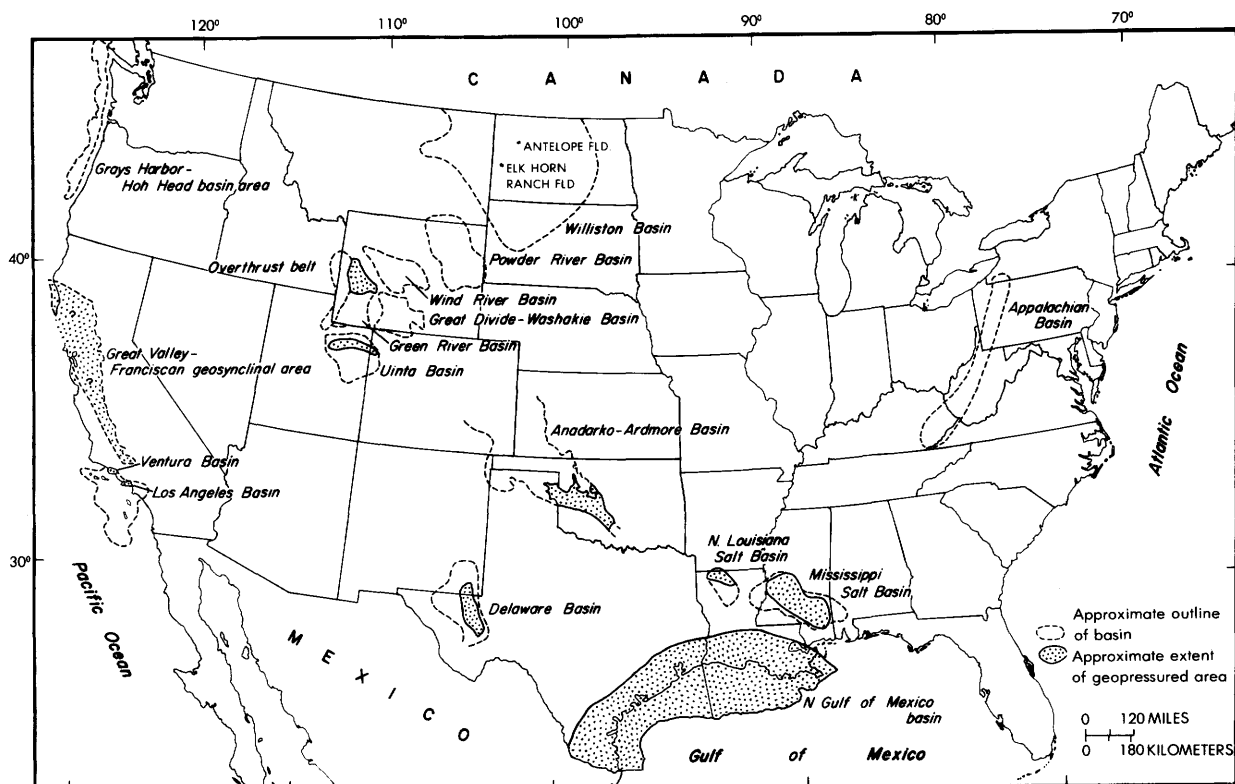 120° 110° 100° 90° 80° 70°
C A N A D A
ANTELOPE FLD.
ELK HORN
RANCH FLD
Grays Harbor-
Hoh Head basin area
Williston Basin
40°
Overthrust belt
Powder River Basin
Wind River Basin
Great Divide-Washakie Basin
Green River Basin
Uinta Basin
Appalachian
Basin
?
Great Valley-
Franciscan geosynclinal area
?
Anadarko-Ardmore Basin
Atlantic Ocean
Ventura Basin
Los Angeles Basin
30°
N. Louisiana
Salt Basin
Mississippi
Salt Basin
Pacific Ocean
Delaware Basin
MEXICO
Approximate outline
of basin
Approximate extent
of geopressured area
N Gulf of Mexico
basin
0 120 MILES
0 180 KILOMETERS
Gulf of Mexico